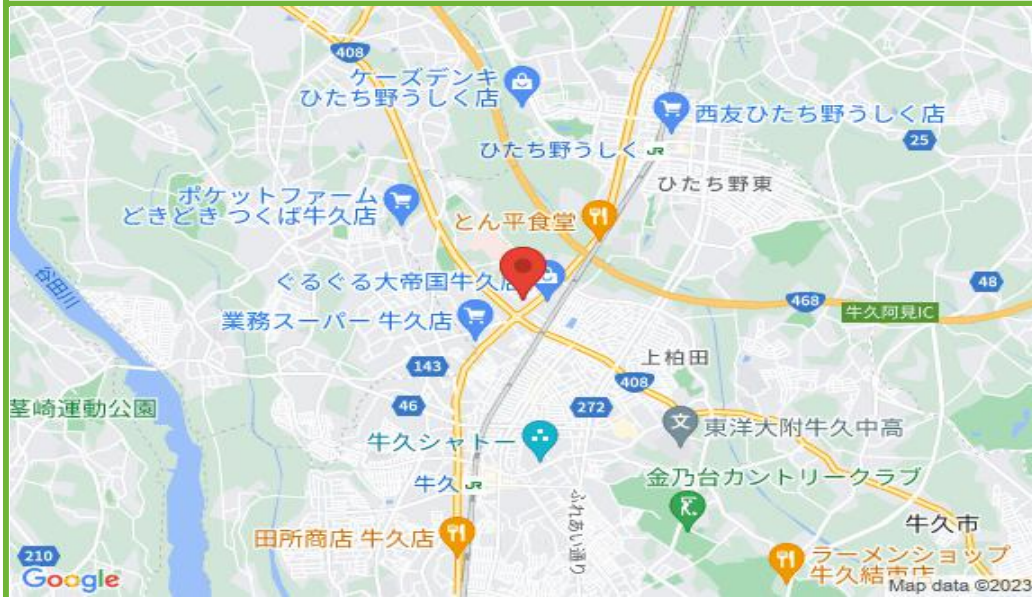 408
ケーズデンキ
ひたち野うしく店
西友ひたち野うしく店
25
ひたち野うしく JR
ひたち野東
ポケットファーム
どきどき つくば牛久店
とん平食堂
谷田川
ぐるぐる大帝国牛久店
48
468
牛久阿見IC
業務スーパー 牛久店
143
上柏田
408
茎崎運動公園
46
272
東洋大附牛久中高
牛久シャトー
金乃台カントリークラブ
牛久 JR
ふれあい通り
牛久市
田所商店 牛久店
210
ラーメンショップ
牛久結束店
Google
Map data ©2023